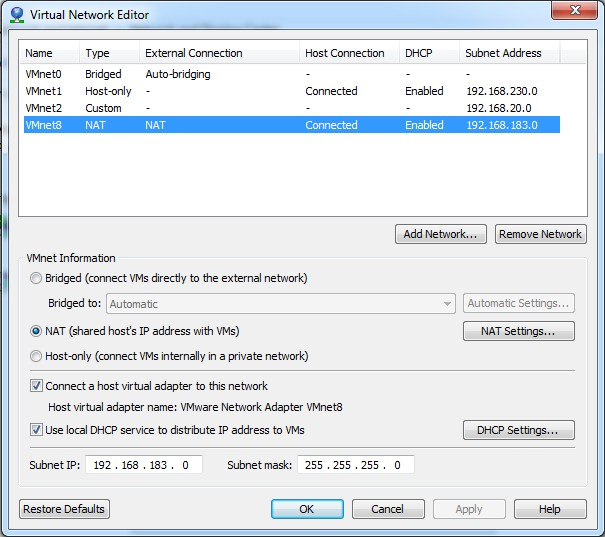 Virtual Network Editor
Name Type External Connection Host Connection DHCP Subnet Address
VMnet0 Bridged Auto-bridging - - -
VMnet1 Host-only - Connected Enabled 192.168.230.0
VMnet2 Custom - - - 192.168.20.0
VMnet8 NAT NAT Connected Enabled 192.168.183.0
Add Network... Remove Network
VMnet Information
Bridged (connect VMs directly to the external network)
Bridged to: Automatic Automatic Settings...
NAT (shared host's IP address with VMs) NAT Settings...
Host-only (connect VMs internally in a private network)
Connect a host virtual adapter to this network
Host virtual adapter name: VMware Network Adapter VMnet8
Use local DHCP service to distribute IP address to VMs DHCP Settings...
Subnet IP: 192 . 168 . 183 . 0 Subnet mask: 255 . 255 . 255 . 0
Restore Defaults OK Cancel Apply Help